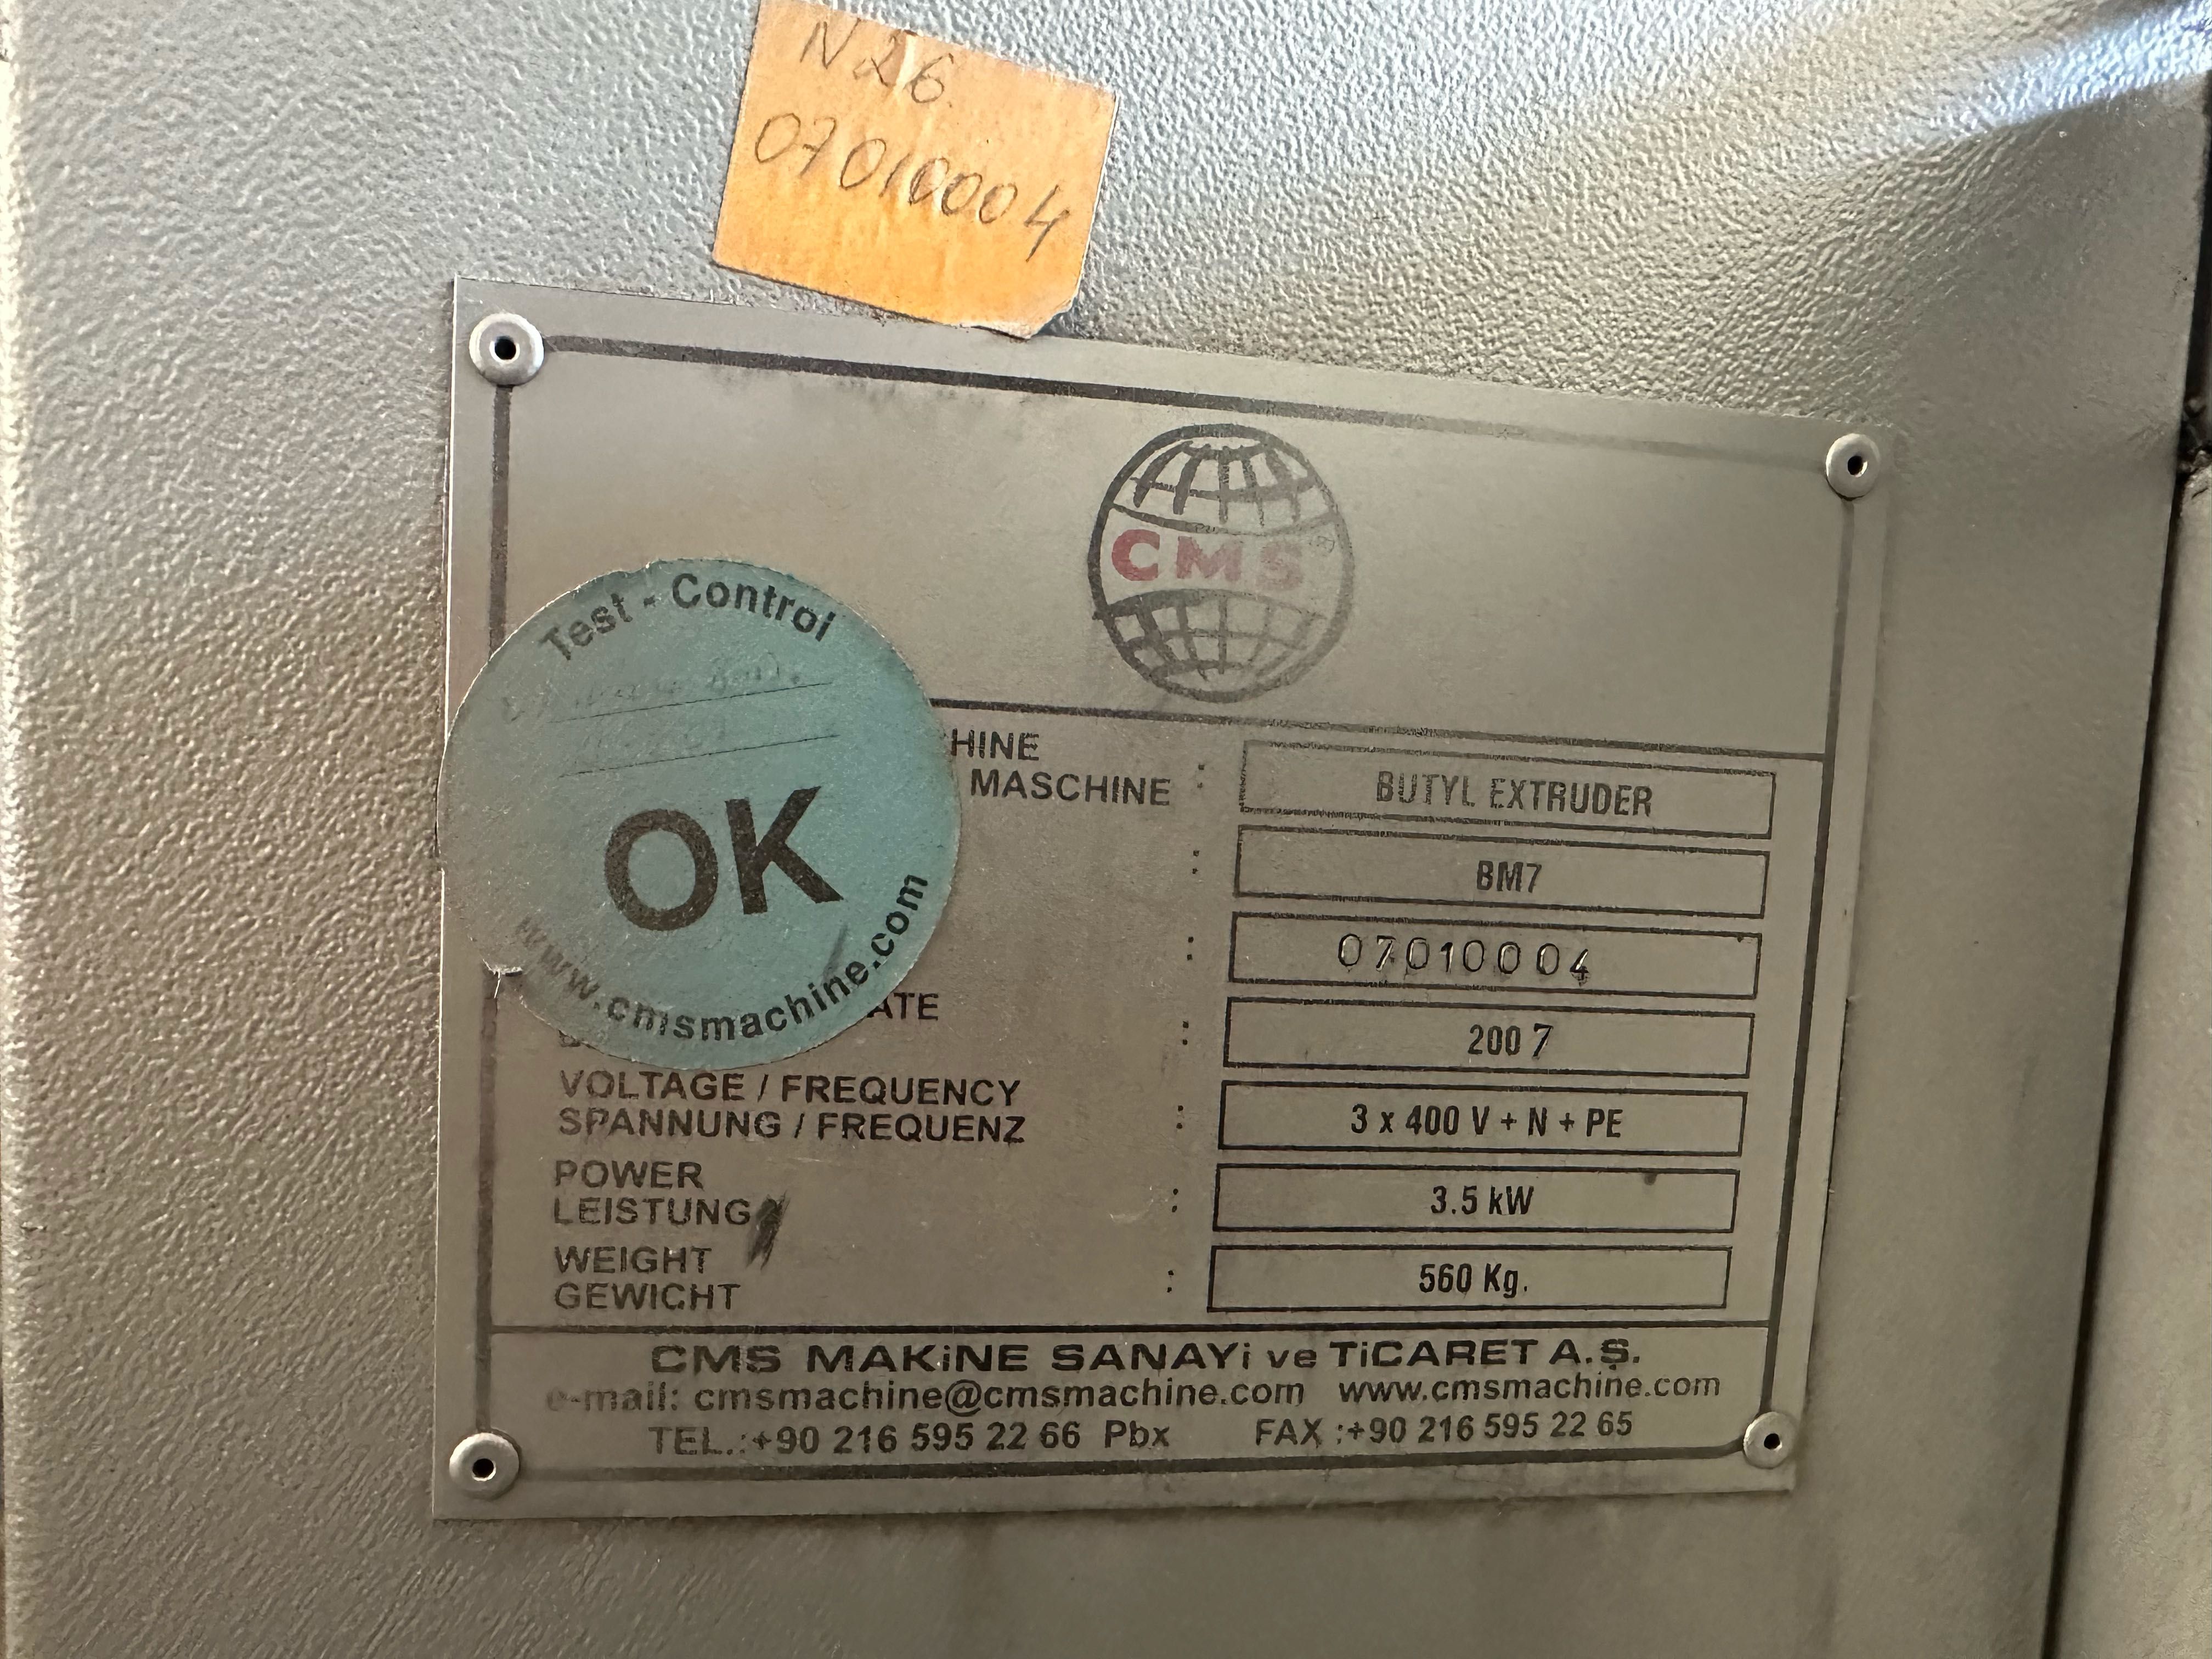 N26.
07010004
CMS
Test - Control
OK
www.cmsmachine.com
HINE
MASCHINE : BUTYL EXTRUDER
: BM7
: 07010004
ATE
: 2007
VOLTAGE / FREQUENCY
SPANNUNG / FREQUENZ : 3 x 400 V + N + PE
POWER
LEISTUNG : 3.5 kW
WEIGHT
GEWICHT : 560 Kg.
CMS MAKiNE SANAYi ve TiCARET A.Ş.
e-mail: cmsmachine@cmsmachine.com www.cmsmachine.com
TEL.:+90 216 595 22 66 Pbx FAX :+90 216 595 22 65